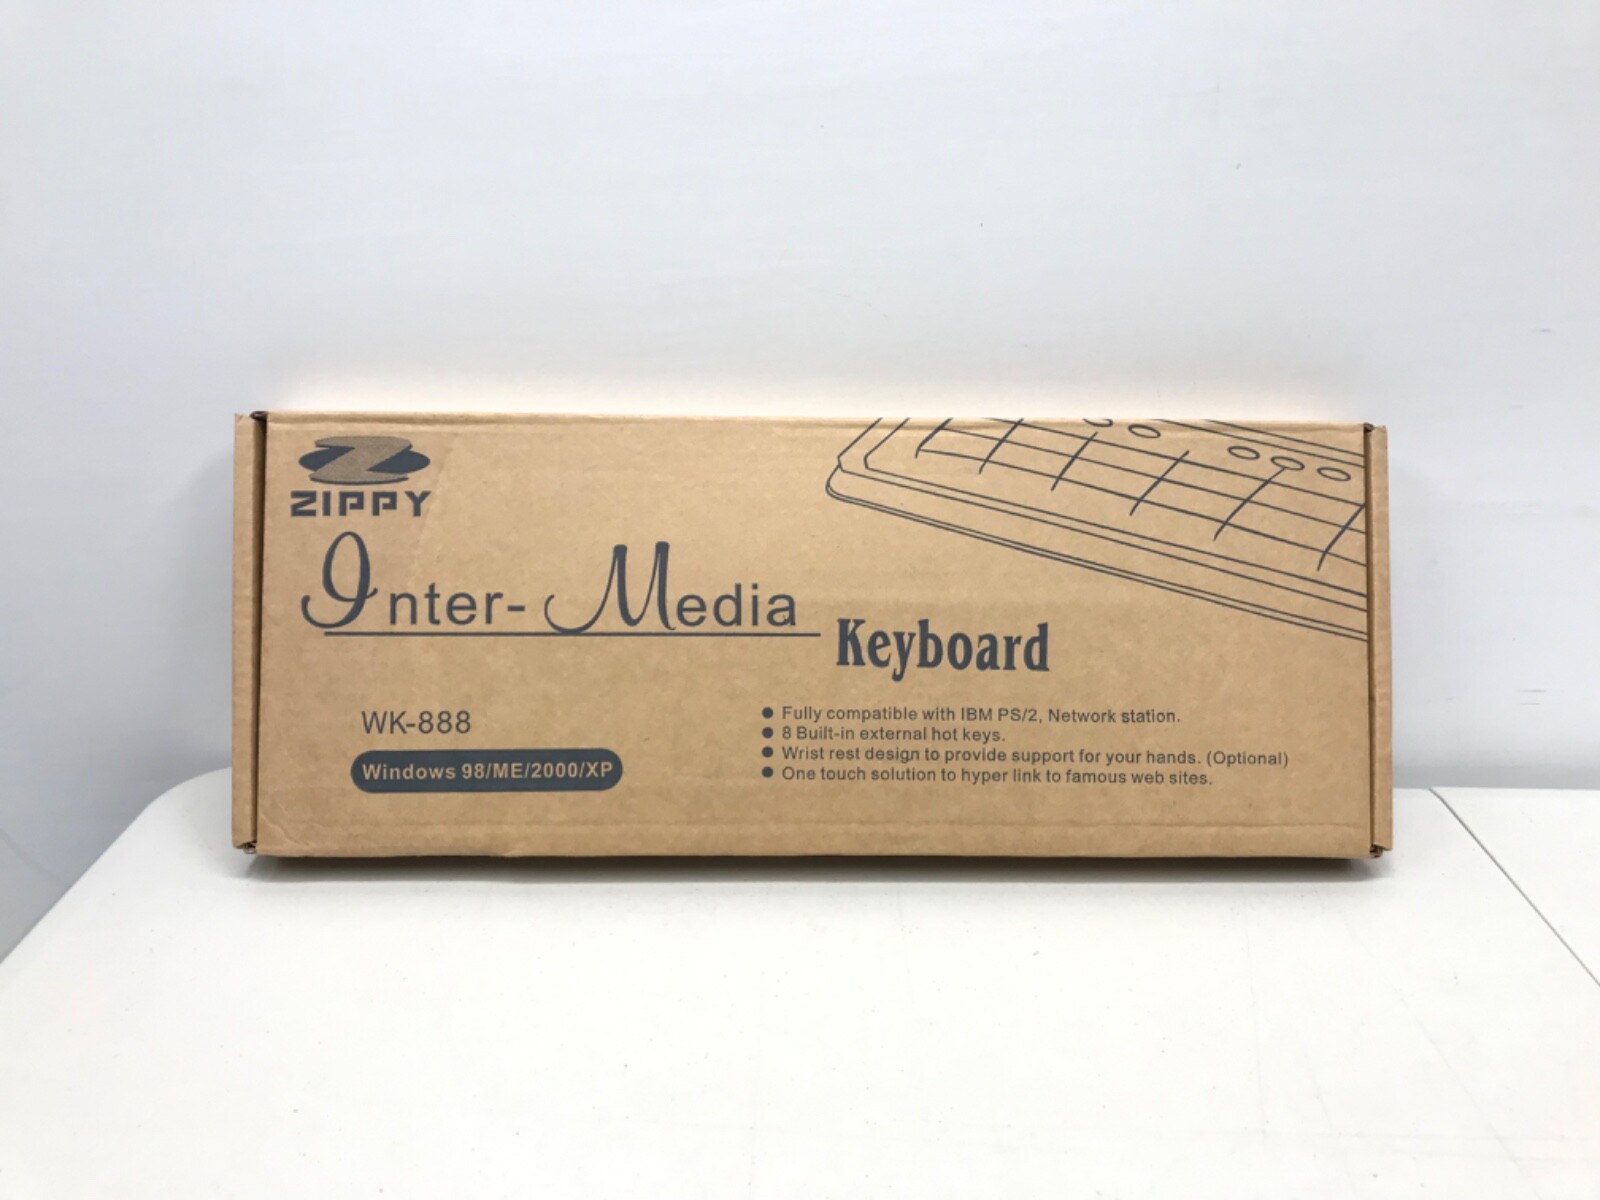 ZIPPY
Inter-Media
Keyboard
WK-888
Windows 98/ME/2000/XP
● Fully compatible with IBM PS/2, Network station.
● 8 Built-in external hot keys.
● Wrist rest design to provide support for your hands. (Optional)
● One touch solution to hyper link to famous web sites.